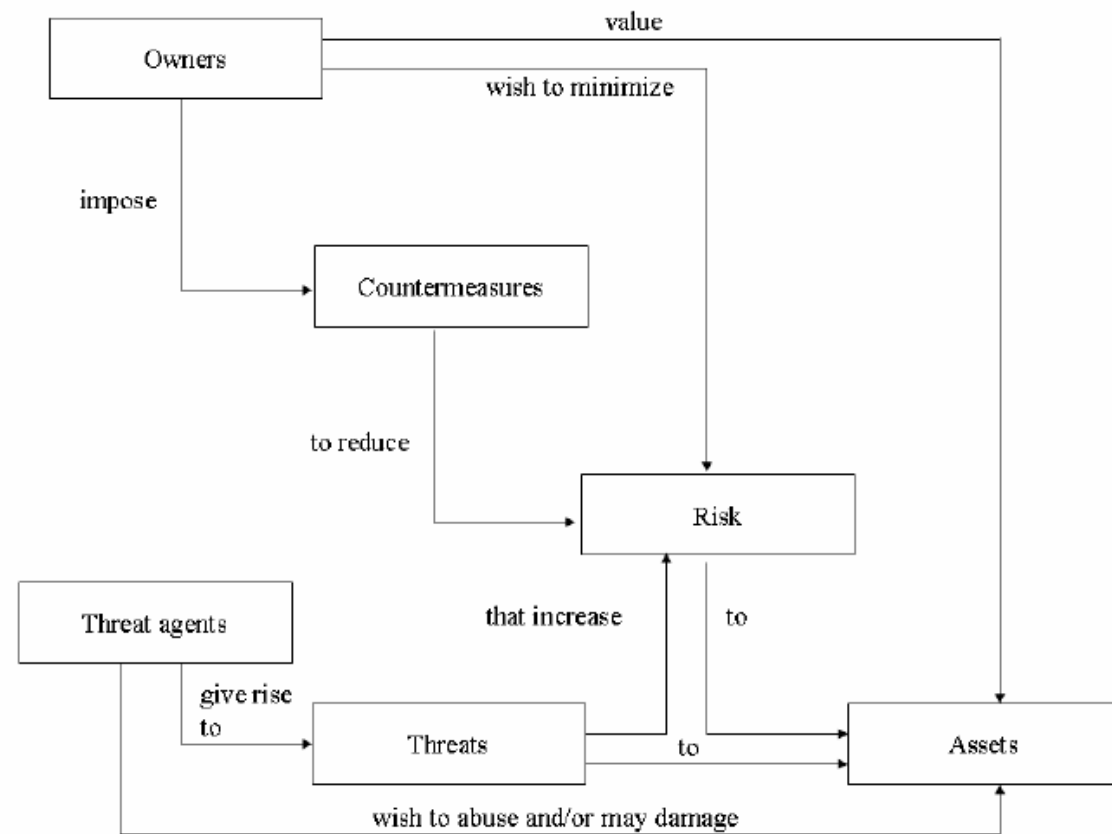 value
Owners
wish to minimize
impose
Countermeasures
to reduce
Risk
Threat agents
that increase
to
give rise
to
Threats
to
Assets
wish to abuse and/or may damage